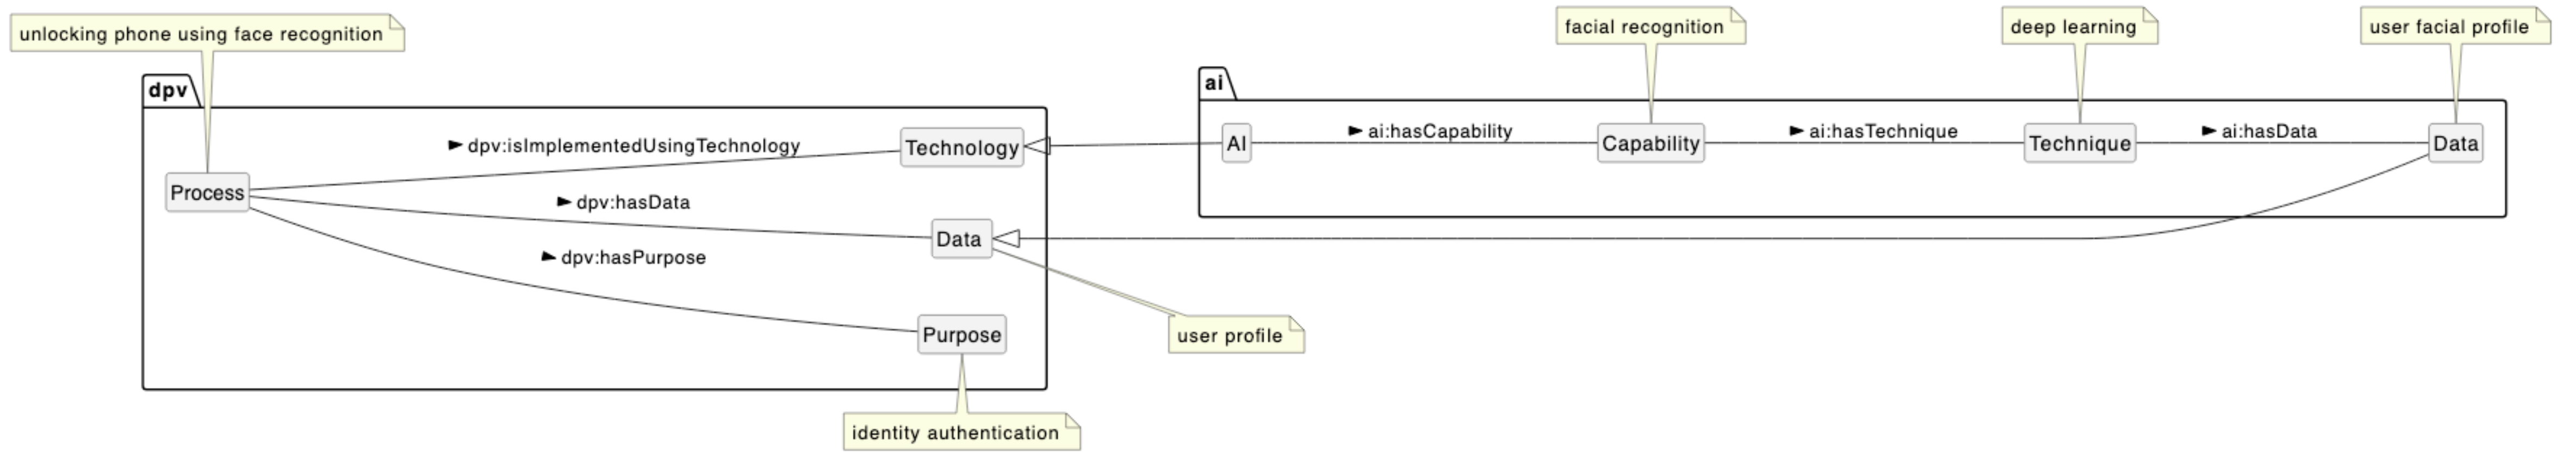 unlocking phone using face recognition
facial recognition
deep learning
user facial profile
dpv
ai
Process
dpv:isImplementedUsingTechnology
Technology
AI
ai:hasCapability
Capability
ai:hasTechnique
Technique
ai:hasData
Data
dpv:hasData
Data
dpv:hasPurpose
Purpose
user profile
identity authentication